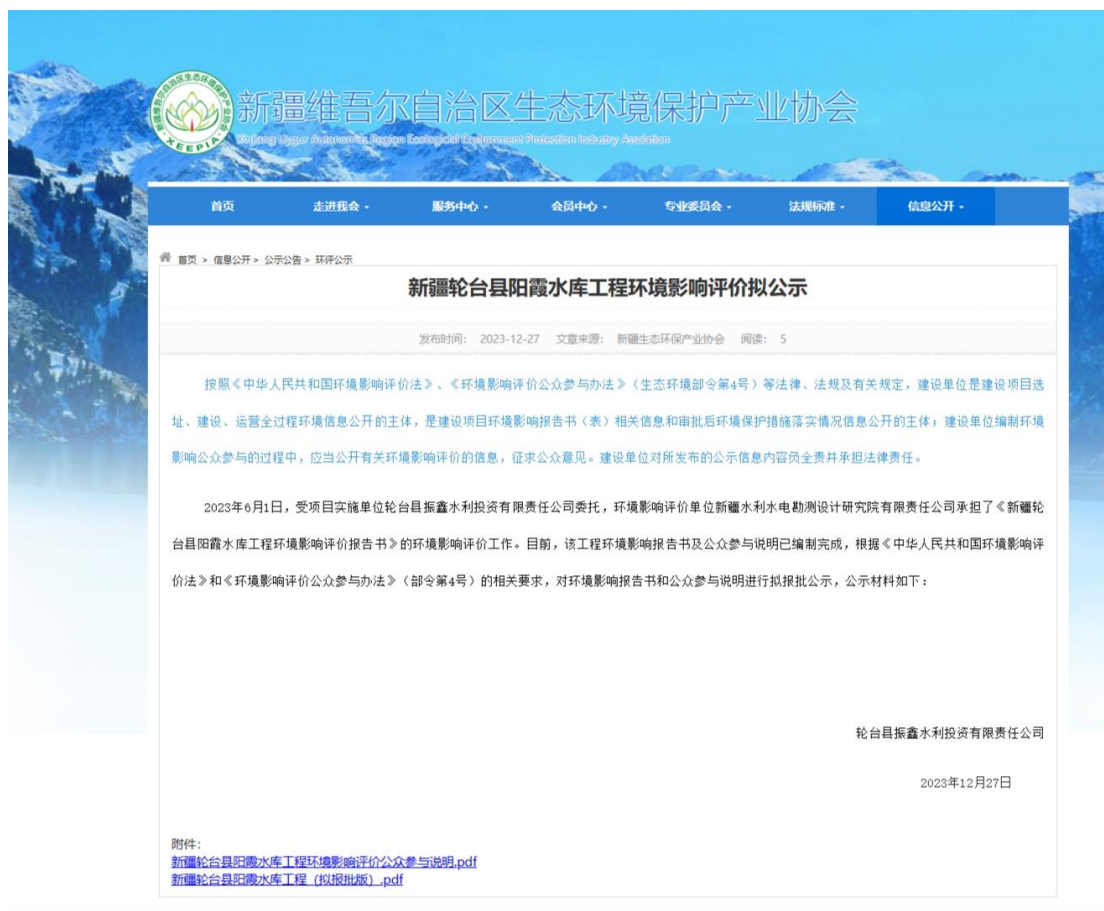 新疆维吾尔自治区生态环境保护产业协会
Xinjiang Uygur Autonomous Region Ecological Environment Protection Industry Assciation
XEEPIA
首页 走进我会 服务中心 会员中心 专业委员会 法规标准 信息公开
首页 > 信息公开 > 公示公告 > 环评公示
新疆轮台县阳霞水库工程环境影响评价拟公示
发布时间: 2023-12-27 文章来源: 新疆生态环保产业协会 阅读: 5
按照《中华人民共和国环境影响评价法》、《环境影响评价公众参与办法》(生态环境部令第4号)等法律、法规及有关规定，建设单位是建设项目选
址、建设、运营全过程环境信息公开的主体，是建设项目环境影响报告书（表）相关信息和审批后环境保护措施落实情况信息公开的主体；建设单位编制环境
影响公众参与的过程中，应当公开有关环境影响评价的信息，征求公众意见。建设单位对所发布的公示信息内容负全责并承担法律责任。
2023年6月1日，受项目实施单位轮台县振鑫水利投资有限责任公司委托，环境影响评价单位新疆水利水电勘测设计研究院有限责任公司承担了《新疆轮
台县阳霞水库工程环境影响评价报告书》的环境影响评价工作。目前，该工程环境影响报告书及公众参与说明已编制完成，根据《中华人民共和国环境影响评
价法》和《环境影响评价公众参与办法》（部令第4号）的相关要求，对环境影响报告书和公众参与说明进行拟报批公示，公示材料如下：
轮台县振鑫水利投资有限责任公司
2023年12月27日
附件：
新疆轮台县阳霞水库工程环境影响评价公众参与说明.pdf
新疆轮台县阳霞水库工程（拟报批版）.pdf